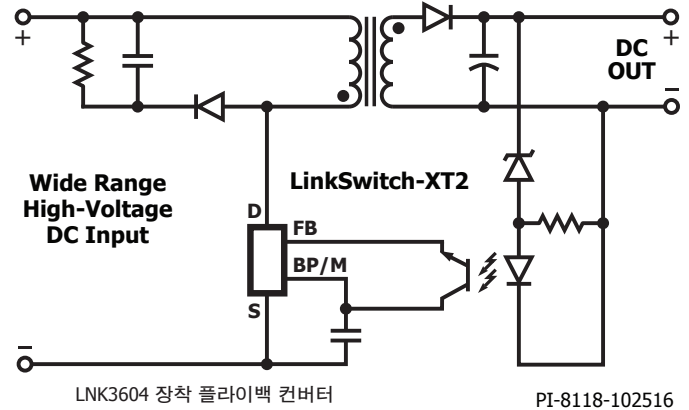 +
+
DC
OUT
–
Wide Range
High-Voltage
DC Input
LinkSwitch-XT2
D
FB
BP/M
S
–
LNK3604 장착 플라이백 컨버터
PI-8118-102516